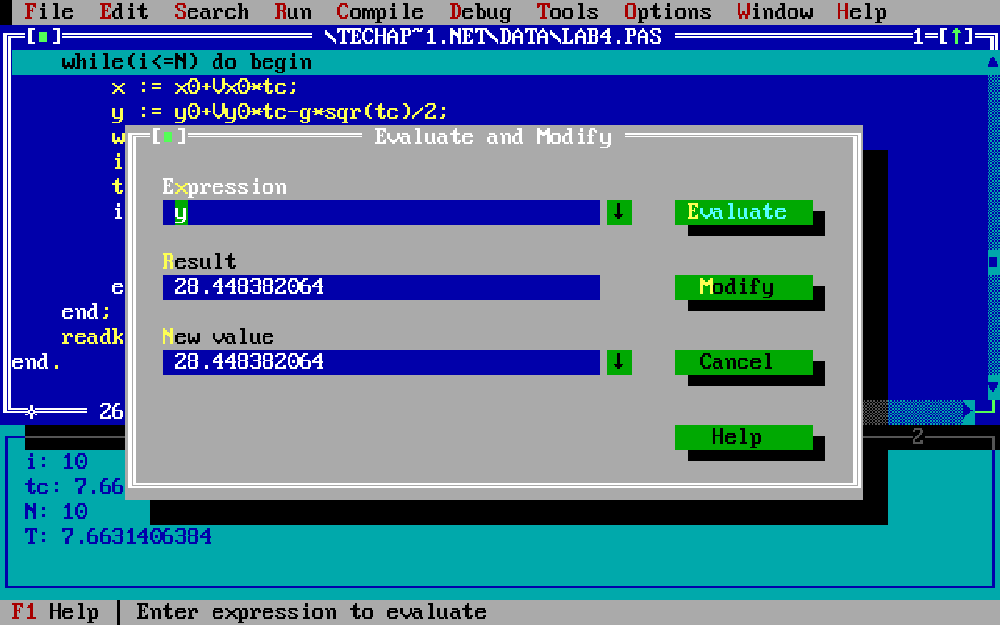 File Edit Search Run Compile Debug Tools Options Window Help
[■] \TECHAP~1.NET\DATA\LAB4.PAS 1=[↑]
while(i<=N) do begin
x := x0+Vx0*tc;
y := y0+Vy0*tc-g*sqr(tc)/2;
w
[■] Evaluate and Modify
i
t
Expression
i
y ↓ Evaluate
Result
e
28.448382064 Modify
end;
New value
readk
end.
28.448382064 ↓ Cancel
26
Help
2
i: 10
tc: 7.66
N: 10
T: 7.6631406384
F1 Help | Enter expression to evaluate